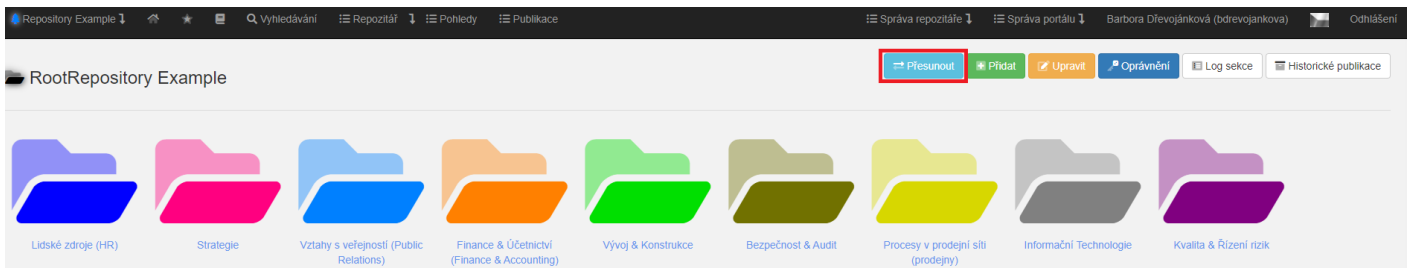 Repository Example
Vyhledávání
Repozitář
Pohledy
Publikace
Správa repozitáře
Správa portálu
Barbora Dřevojánková (bdrevojankova)
Odhlášení
RootRepository Example
Přesunout
Přidat
Upravit
Oprávnění
Log sekce
Historické publikace
Lidské zdroje (HR)
Strategie
Vztahy s veřejností (Public
Relations)
Finance & Účetnictví
(Finance & Accounting)
Vývoj & Konstrukce
Bezpečnost & Audit
Procesy v prodejní síti
(prodejny)
Informační Technologie
Kvalita & Řízení rizik